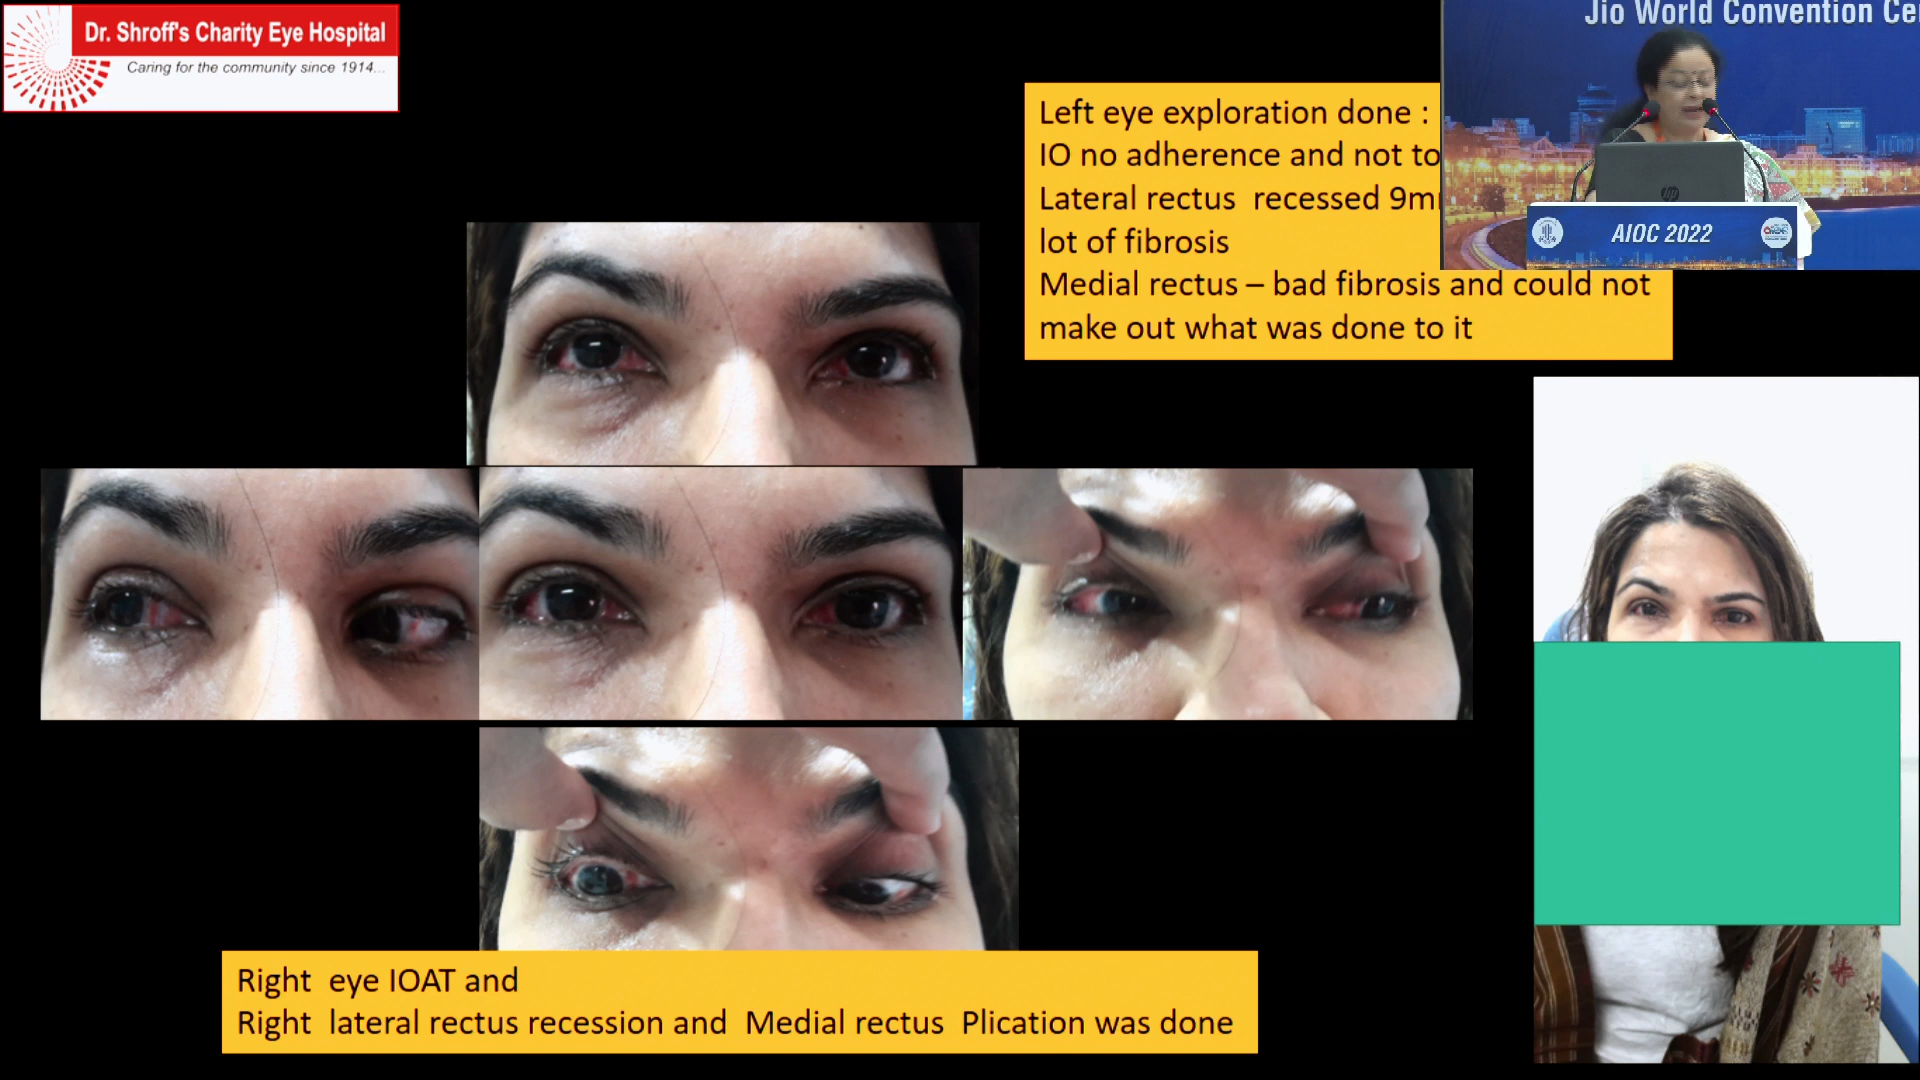 Dr. Shroff's Charity Eye Hospital
Caring for the community since 1914...
Jio World Convention
Left eye exploration done :
IO no adherence and not
Lateral rectus recessed
lot of fibrosis
Medial rectus – bad fibrosis and could not
make out what was done to it
AIOC 2022
Right eye IOAT and
Right lateral rectus recession and Medial rectus Plication was done